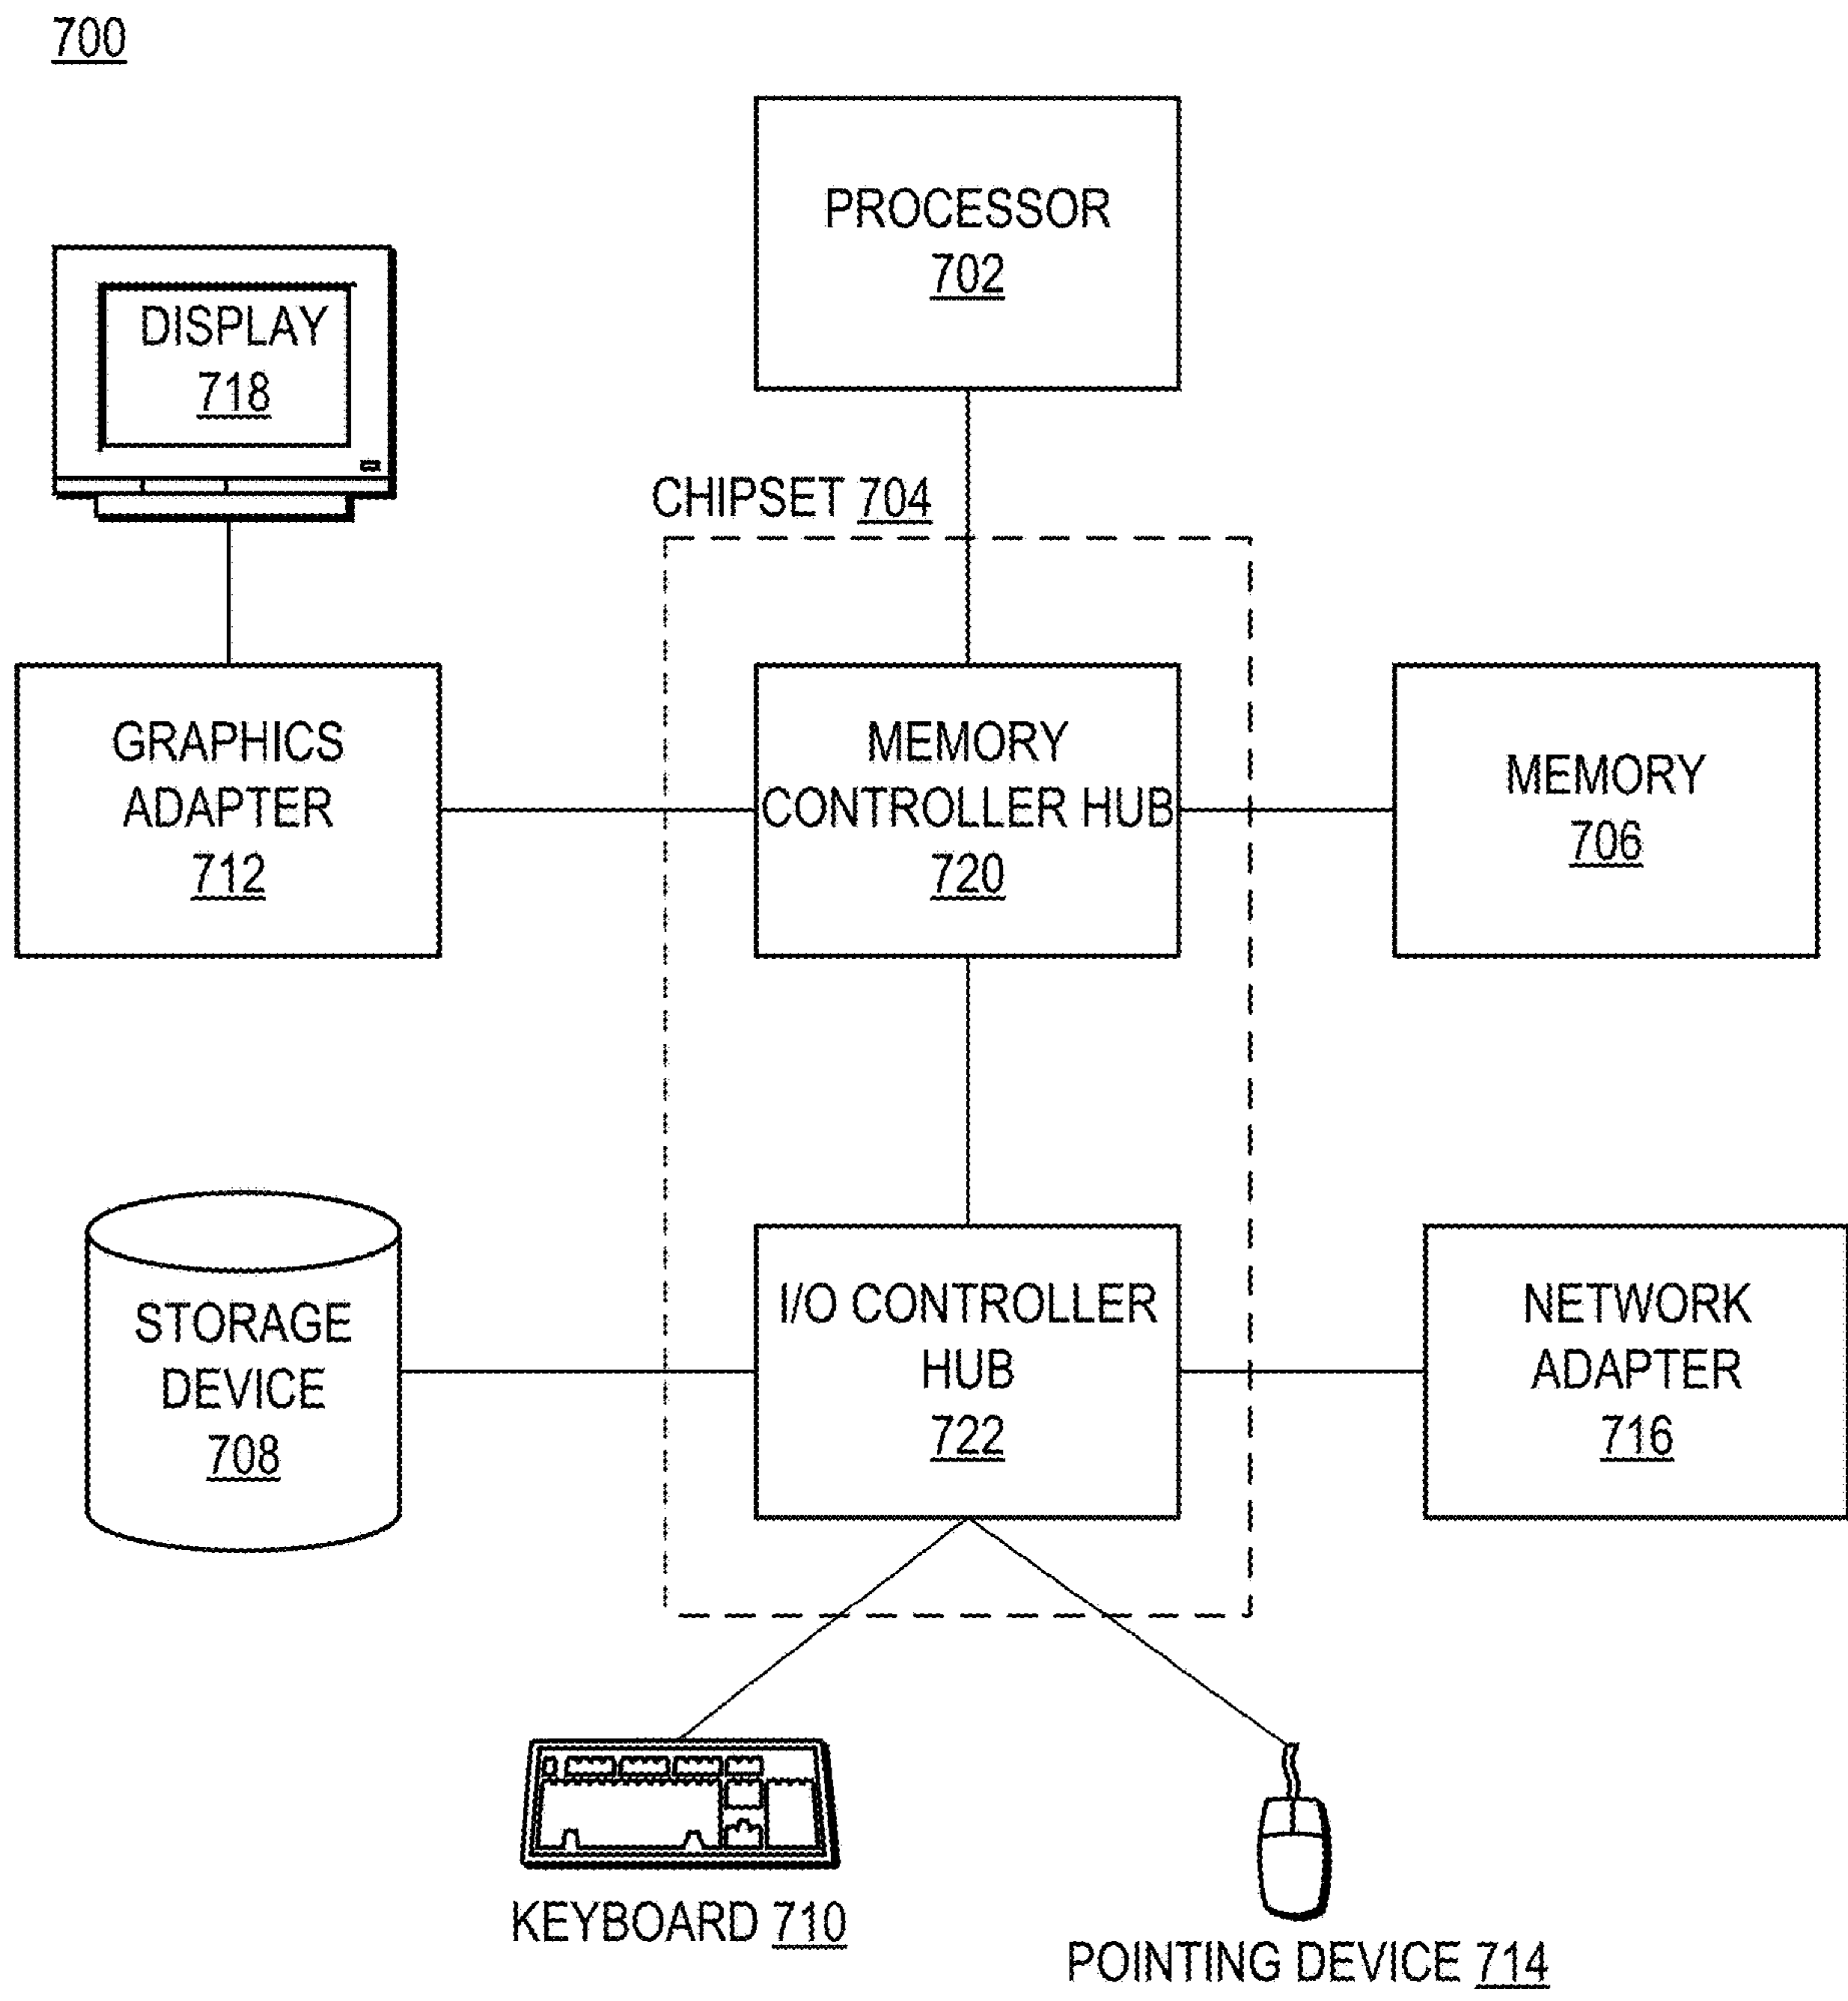 700
PROCESSOR
702
DISPLAY
718
CHIPSET 704
GRAPHICS
ADAPTER
712
MEMORY
CONTROLLER HUB
720
MEMORY
706
STORAGE
DEVICE
708
I/O CONTROLLER
HUB
722
NETWORK
ADAPTER
716
KEYBOARD 710
POINTING DEVICE 714